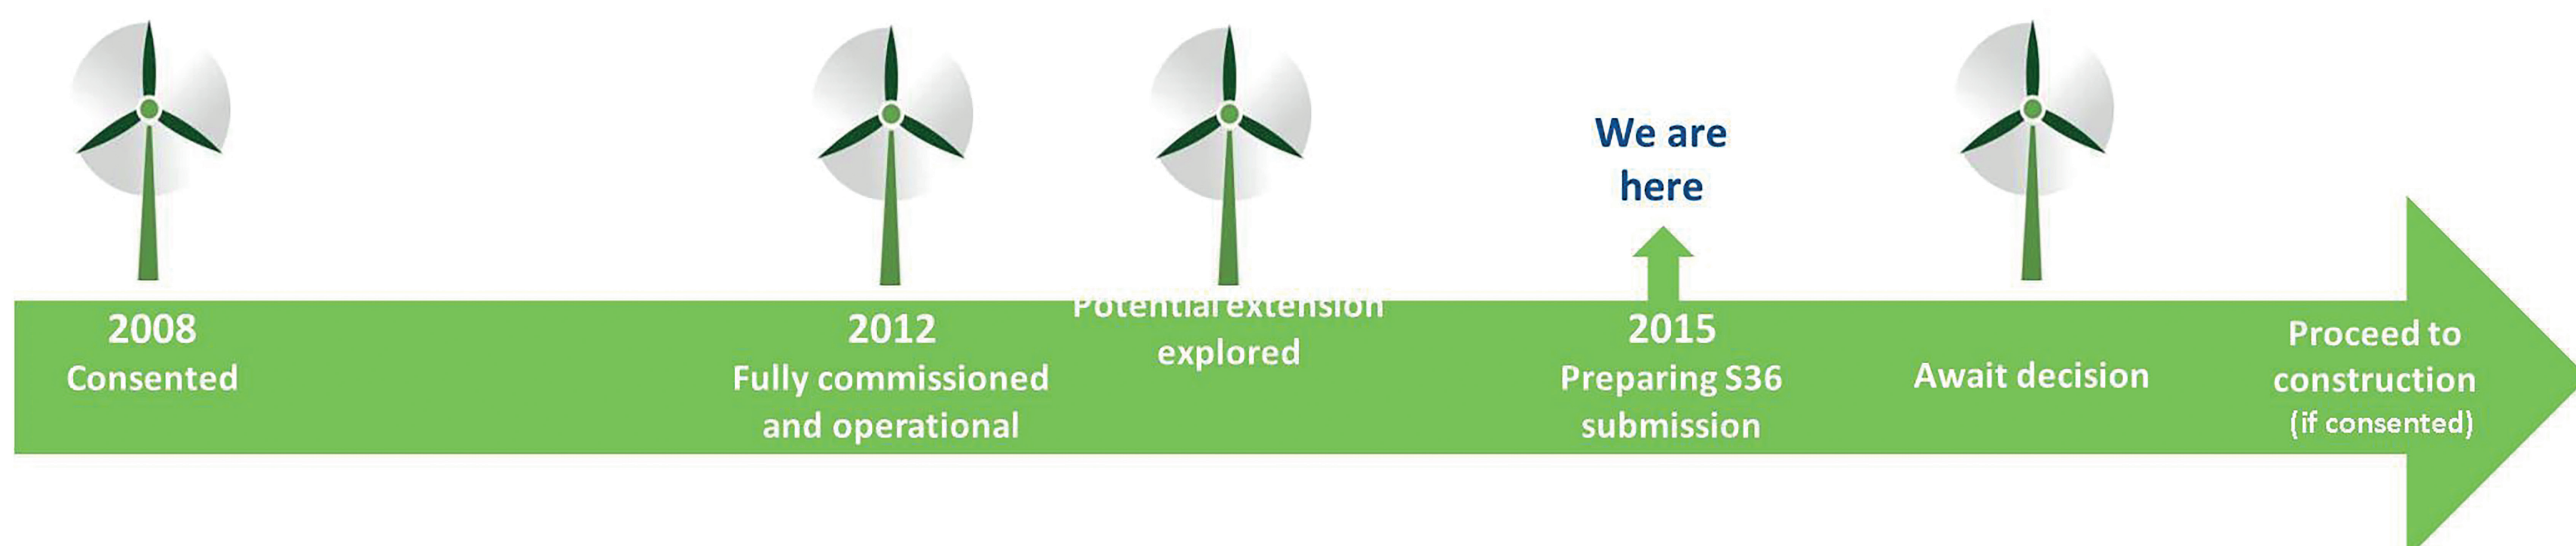 We are
here
2008
Consented
2012
Fully commissioned
and operational
Potential extension
explored
2015
Preparing S36
submission
Await decision
Proceed to
construction
(if consented)